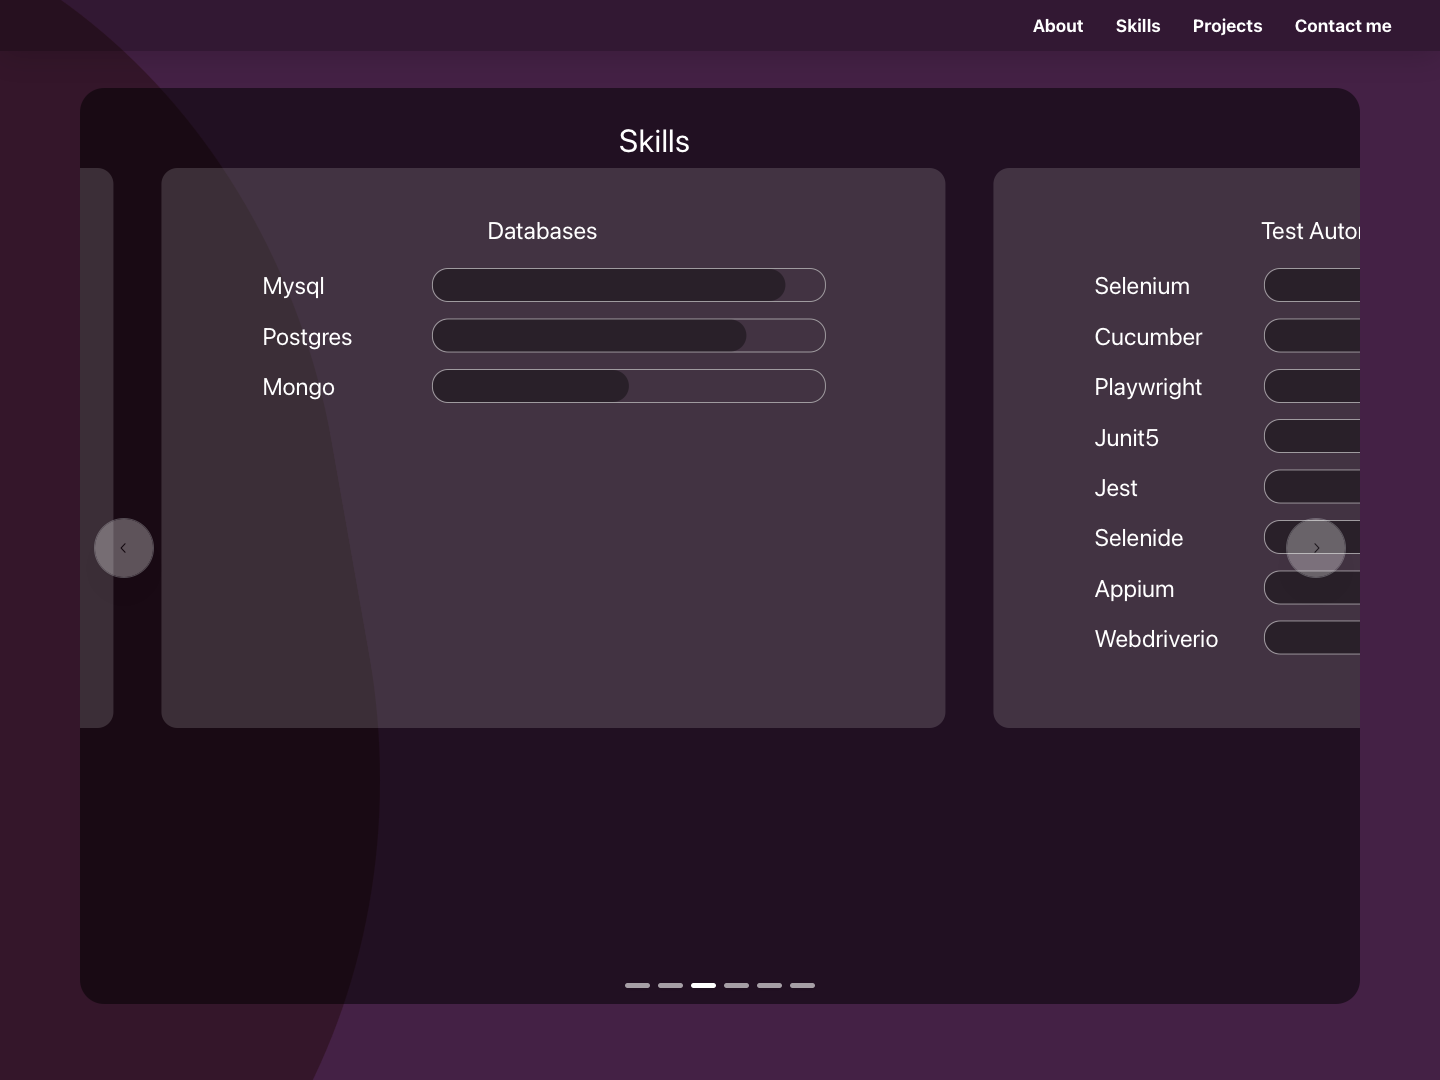 About Skills Projects Contact me
Skills
Databases
Mysql
Postgres
Mongo
Test
Selenium
Cucumber
Playwright
Junit5
Jest
Selenide
Appium
Webdriverio